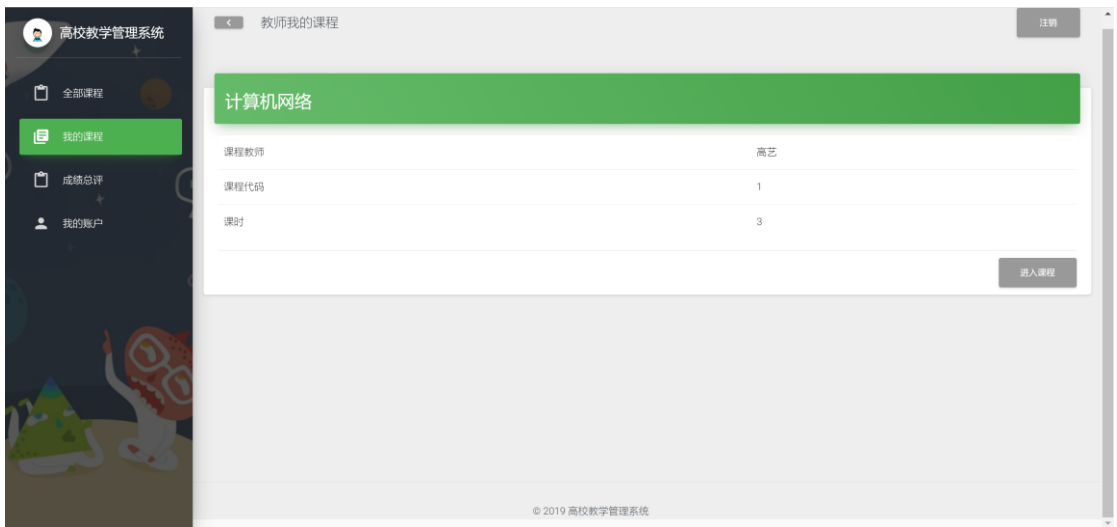 高校教学管理系统
全部课程
我的课程
成绩总评
我的账户
教师我的课程
注销
计算机网络
课程教师 高艺
课程代码 1
课时 3
进入课程
© 2019 高校教学管理系统